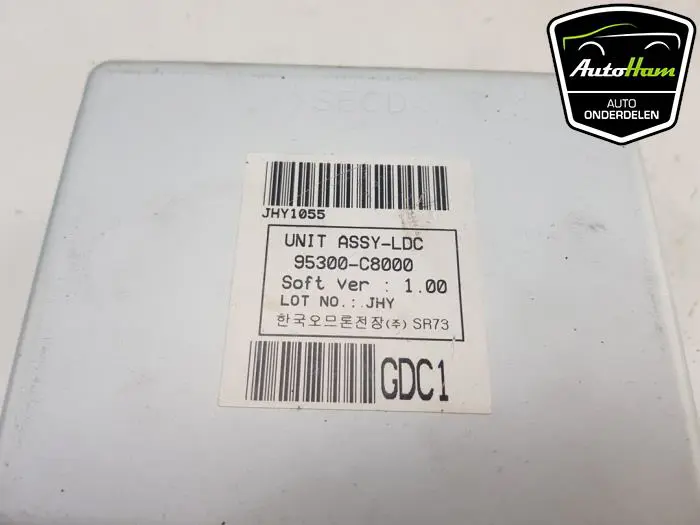 AutoHam
AUTO
ONDERDELEN
JHY1055
UNIT ASSY-LDC
95300-C8000
Soft ver : 1.00
LOT NO.: JHY
한국오므론전장(주) SR73
GDC1